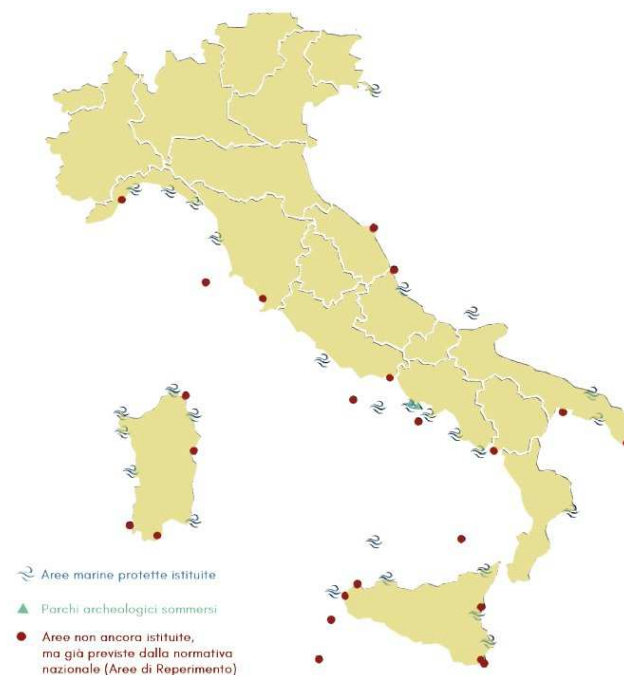 Aree marine protette istituite
Parchi archeologici sommersi
Aree non ancora istituite,
ma già previste dalla normativa
nazionale (Aree di Reperimento)